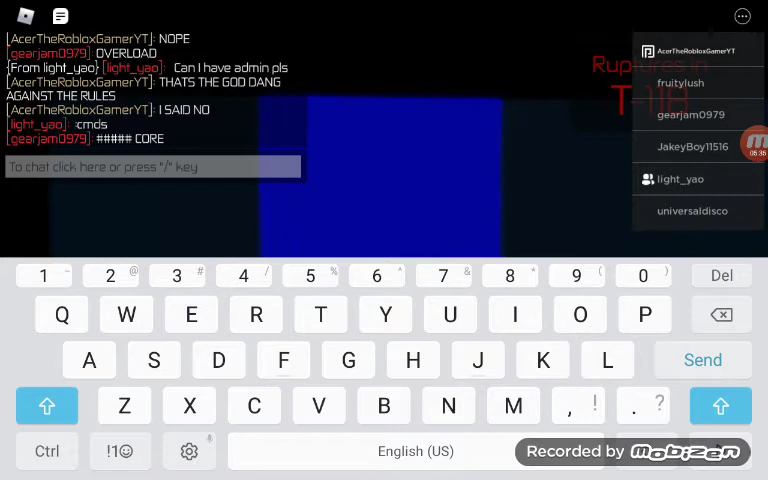 [AcerTheRobloxGamerYT]: NOPE
[gearjam0979]: OVERLOAD
{From light_yao} [light_yao]: Can I have admin pls
[AcerTheRobloxGamerYT]: THATS THE GOD DANG
AGAINST THE RULES
[AcerTheRobloxGamerYT]: I SAID NO
[light_yao]: :cmds
[gearjam0979]: ##### CORE
To chat click here or press "/" key
Ruptures in
T-118
AcerTheRobloxGamerYT
fruitylush
gearjam0979
JakeyBoy11516
light_yao
universaldisco
05:35
1 ~ 2 @ 3 # 4 / 5 % 6 ^ 7 & 8 * 9 ( 0 ) Del
Q W E R T Y U I O P
A S D F G H J K L Send
Z X C V B N M , ! . ?
Ctrl !1☺ English (US)
Recorded by mobizen